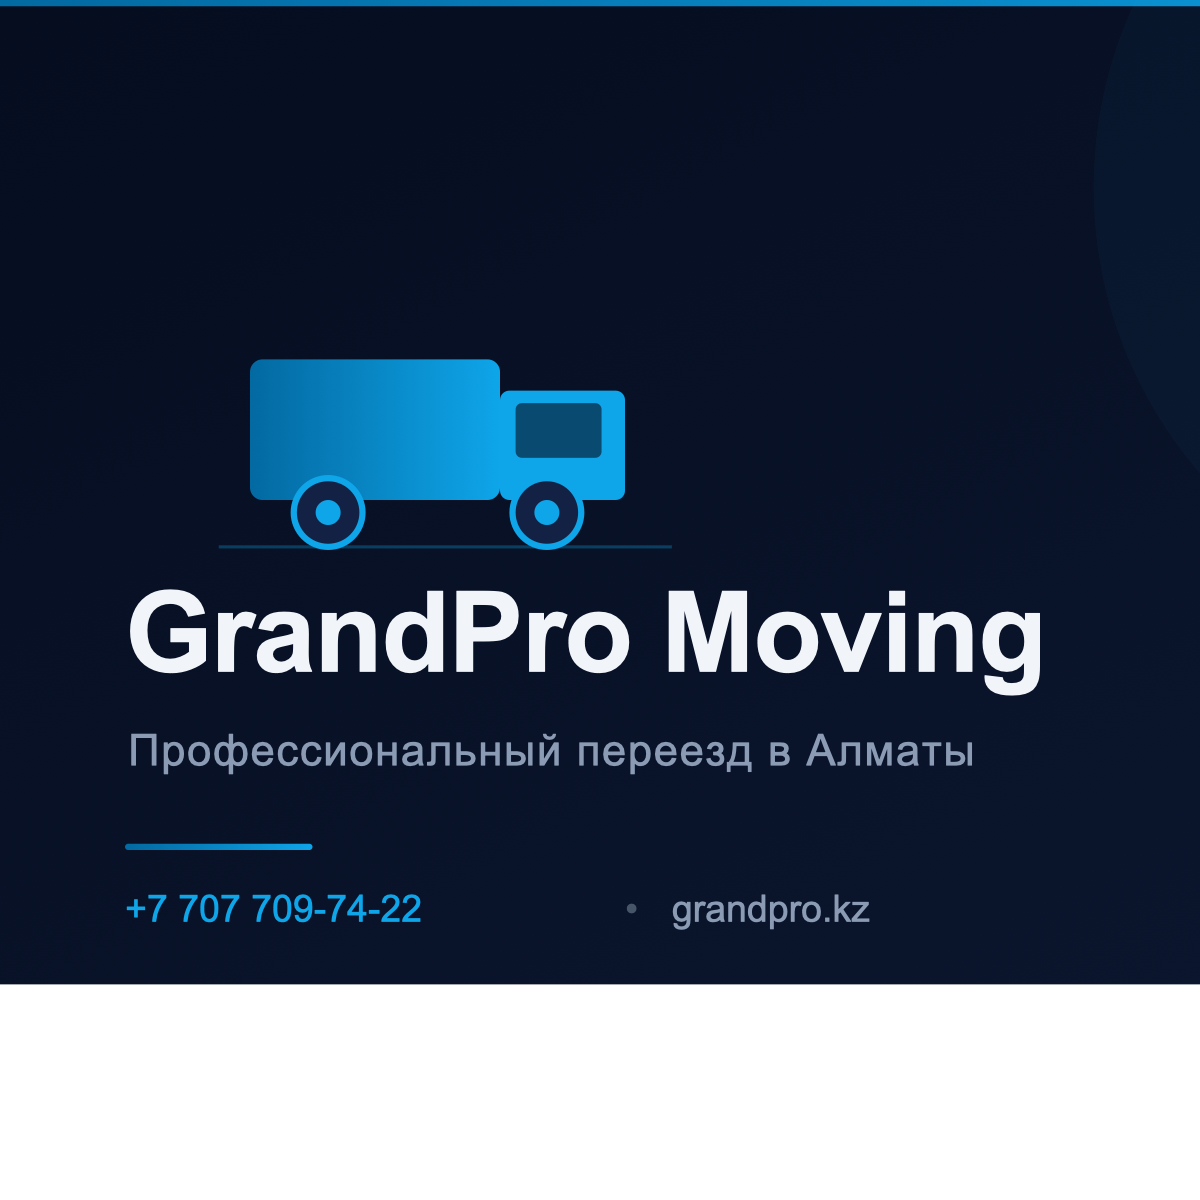 GrandPro Moving
Профессиональный переезд в Алматы
+7 707 709-74-22 • grandpro.kz